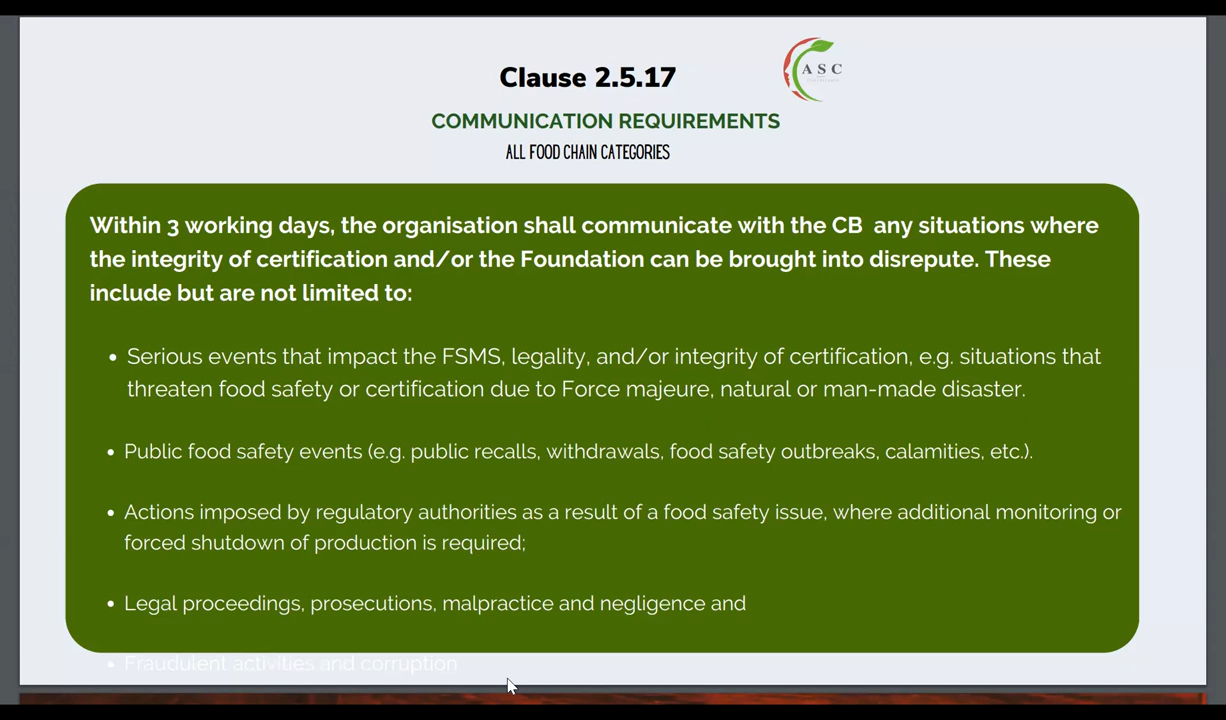 Clause 2.5.17
ASC
COMMUNICATION REQUIREMENTS
ALL FOOD CHAIN CATEGORIES
Within 3 working days, the organisation shall communicate with the CB any situations where
the integrity of certification and/or the Foundation can be brought into disrepute. These
include but are not limited to:
• Serious events that impact the FSMS, legality, and/or integrity of certification, e.g. situations that
threaten food safety or certification due to Force majeure, natural or man-made disaster.
• Public food safety events (e.g. public recalls, withdrawals, food safety outbreaks, calamities, etc.).
• Actions imposed by regulatory authorities as a result of a food safety issue, where additional monitoring or
forced shutdown of production is required;
• Legal proceedings, prosecutions, malpractice and negligence and
• Fraudulent activities and corruption